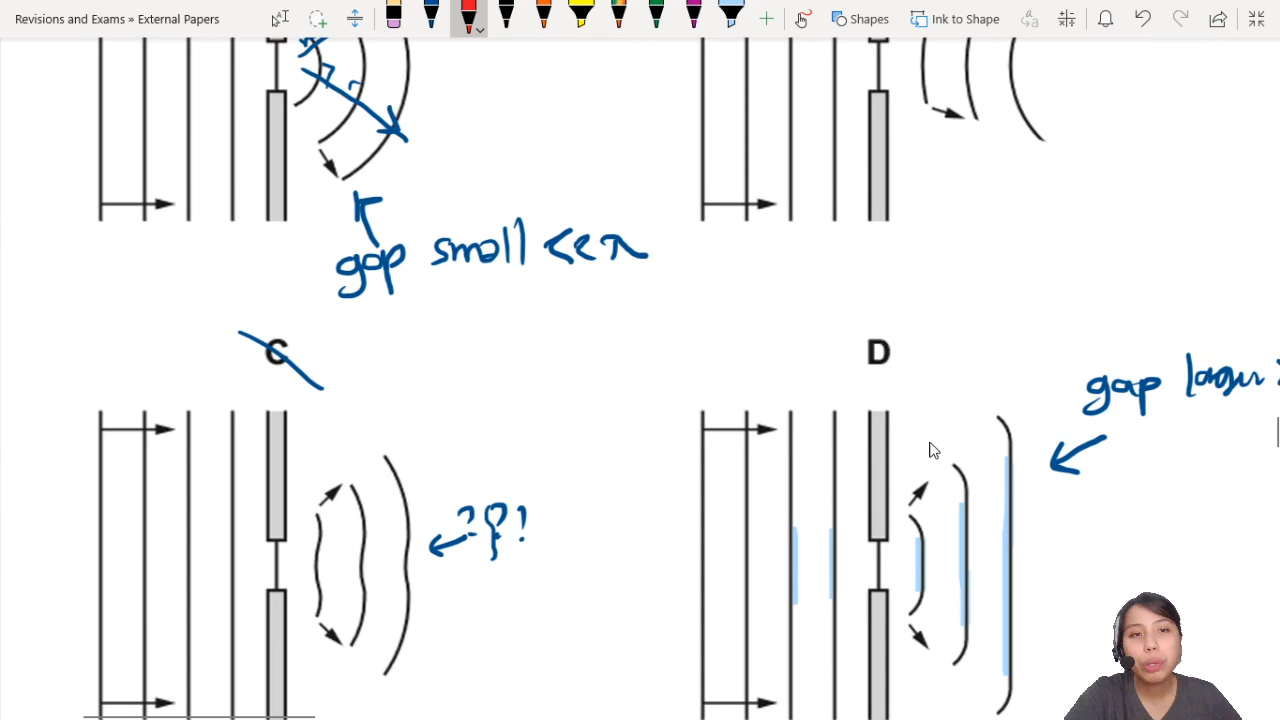 Revisions and Exams » External Papers
Shapes
Ink to Shape
gap small << λ
C
D
gap larger >
??!